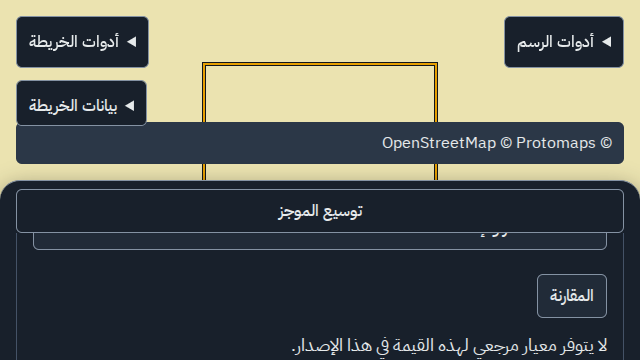 أدوات الرسم
أدوات الخريطة
بيانات الخريطة
© OpenStreetMap © Protomaps
توسيع الموجز
المقارنة
لا يتوفر معيار مرجعي لهذه القيمة في هذا الإصدار.